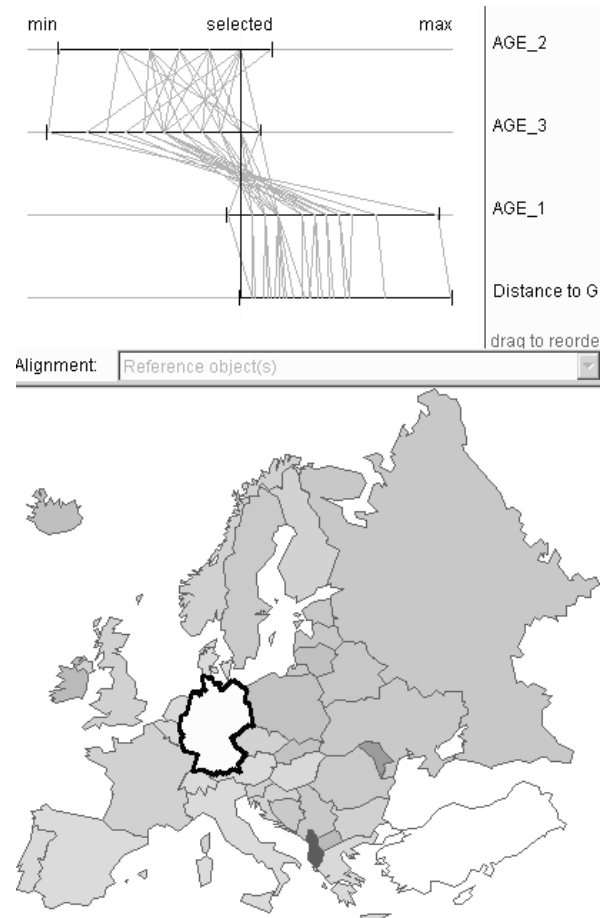 min selected max
AGE_2
AGE_3
AGE_1
Distance to G
drag to reorde
Alignment: Reference object(s)